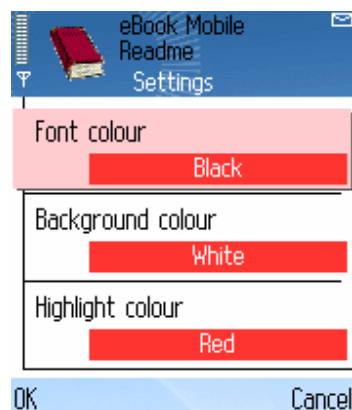 eBook Mobile
Readme
Settings
Font colour
Black
Background colour
White
Highlight colour
Red
OK Cancel